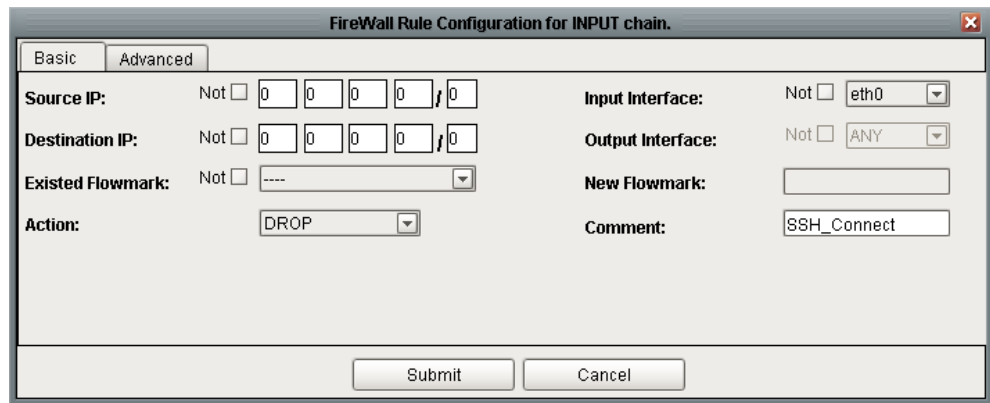 FireWall Rule Configuration for INPUT chain.
Basic Advanced
Source IP: Not 0 0 0 0 / 0 Input Interface: Not eth0
Destination IP: Not 0 0 0 0 / 0 Output Interface: Not ANY
Existed Flowmark: Not ---- New Flowmark:
Action: DROP Comment: SSH_Connect
Submit Cancel